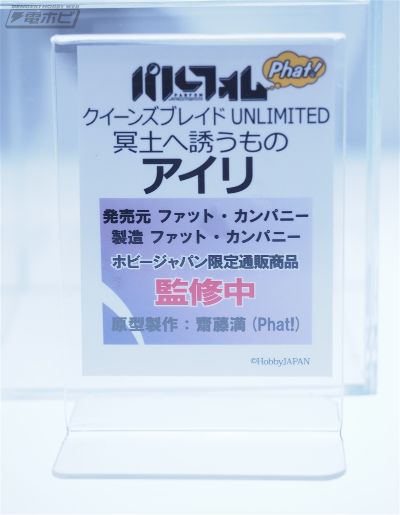 電ホビ
パルフォム
PARFOM
Phat!
クイーンズブレイド UNLIMITED
冥土へ誘うもの
アイリ
発売元 ファット・カンパニー
製造 ファット・カンパニー
ホビージャパン限定通販商品
監修中
原型製作：齋藤満 (Phat!)
©HobbyJAPAN